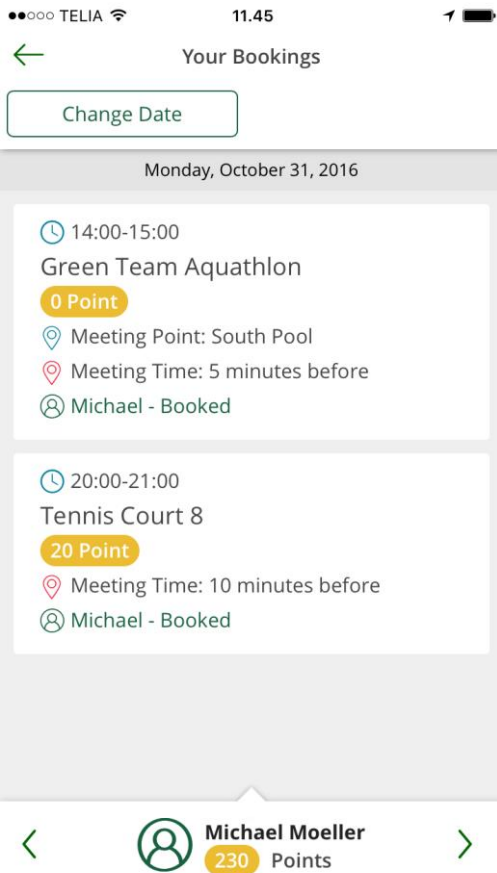 TELIA 11.45
Your Bookings
Change Date
Monday, October 31, 2016
14:00-15:00
Green Team Aquathlon
0 Point
Meeting Point: South Pool
Meeting Time: 5 minutes before
Michael - Booked
20:00-21:00
Tennis Court 8
20 Point
Meeting Time: 10 minutes before
Michael - Booked
Michael Moeller
230 Points